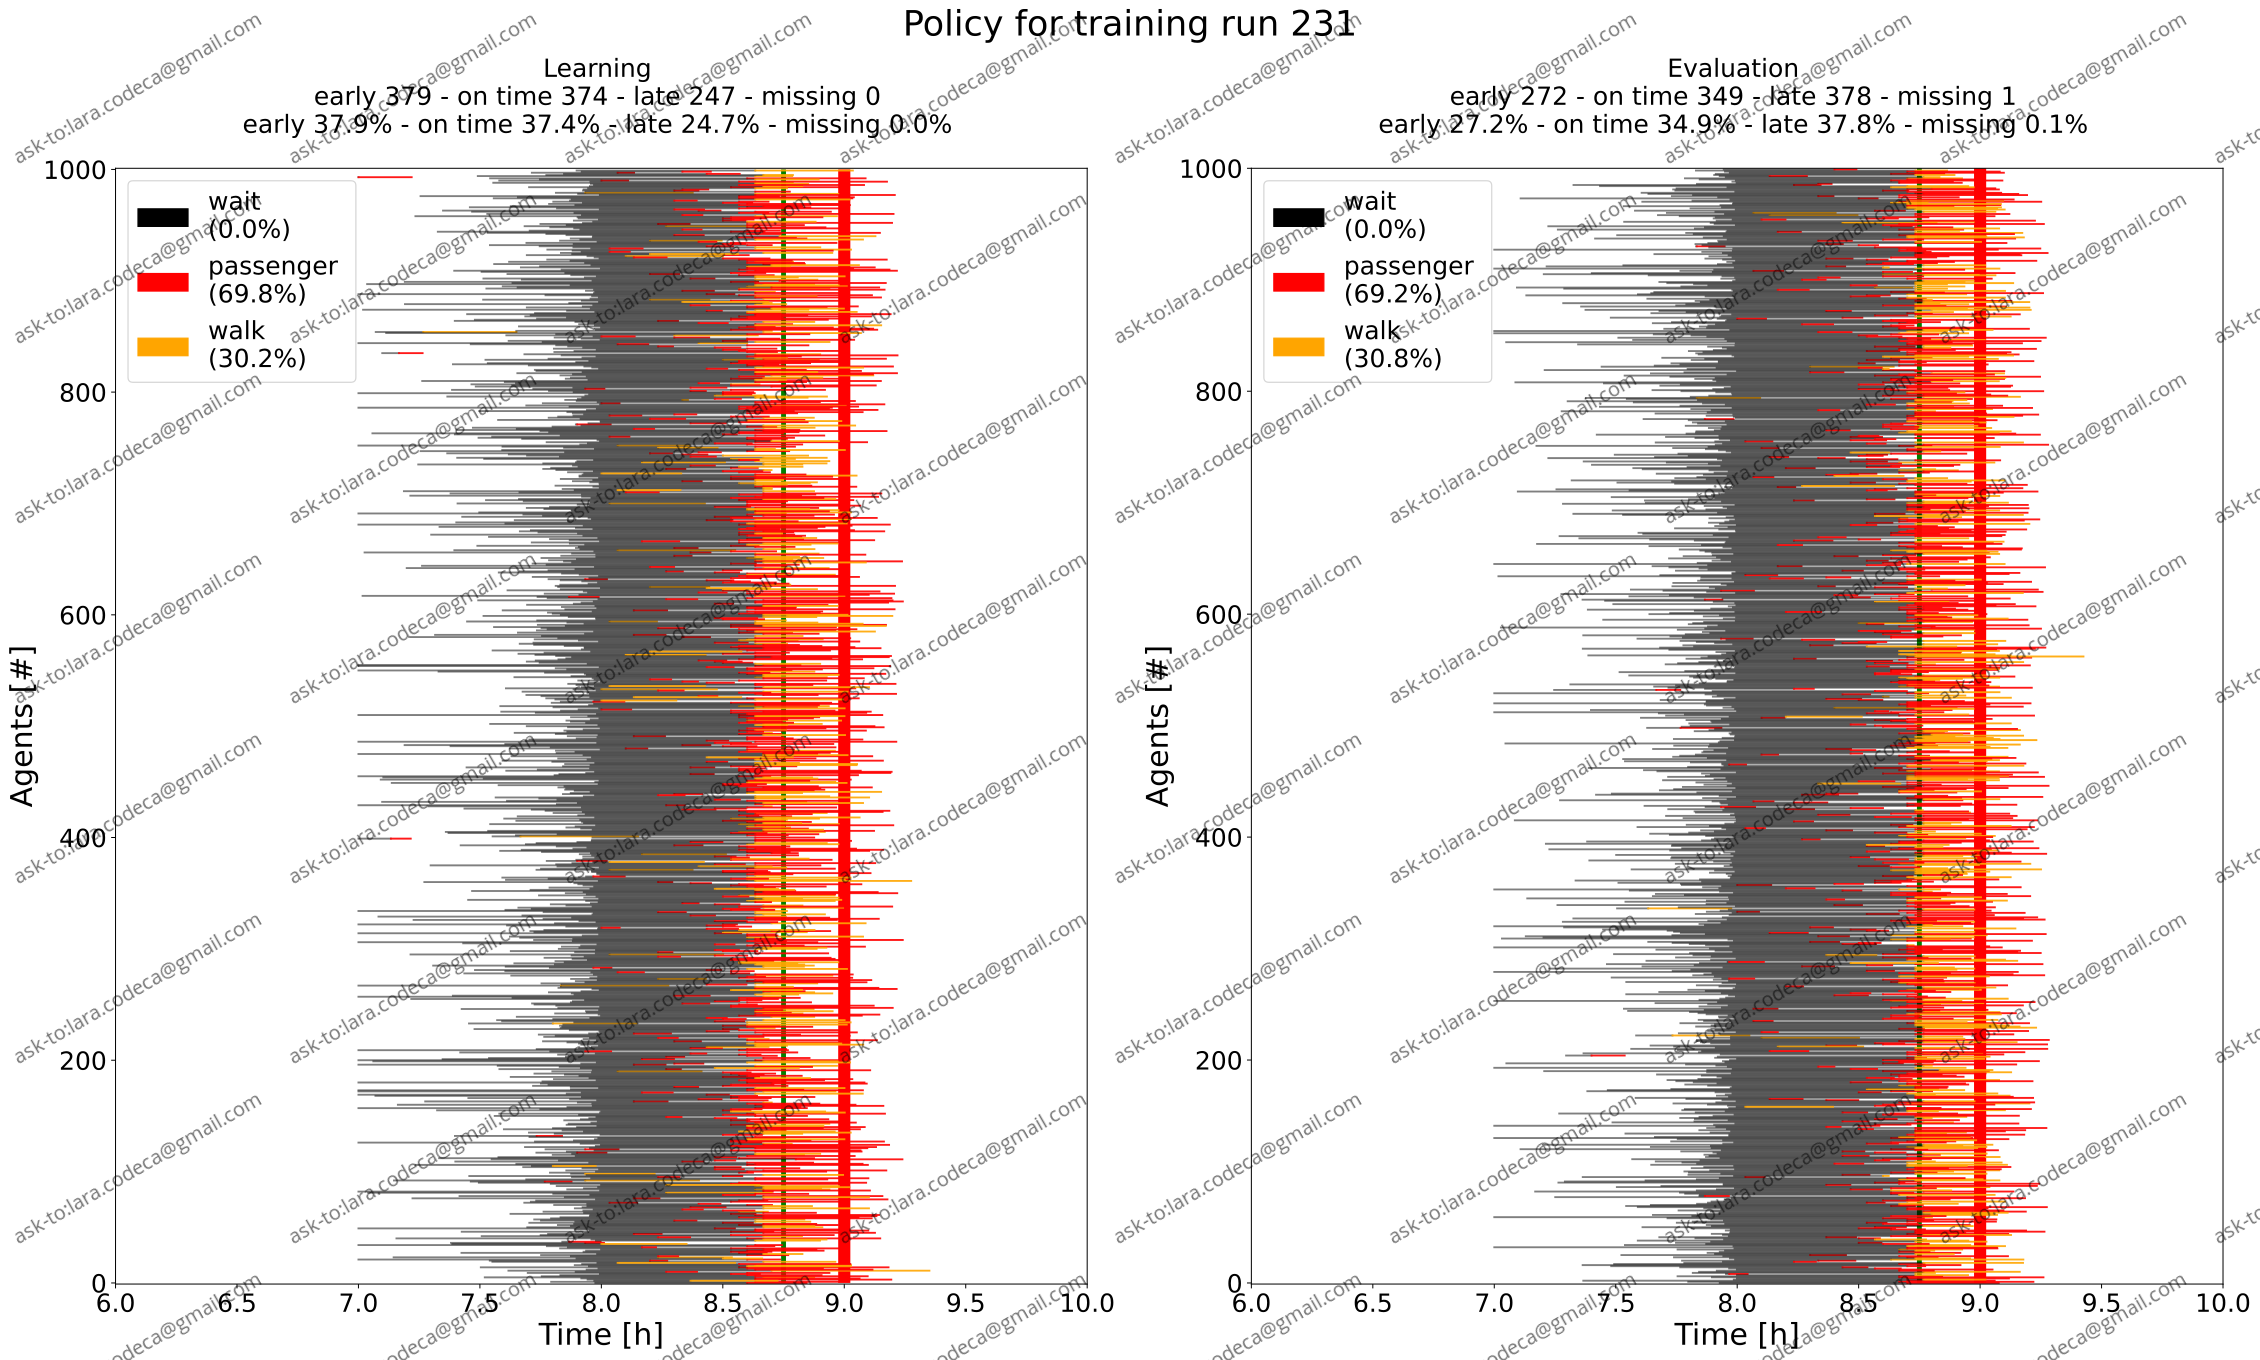 Policy for training run 231
Learning
early 379 - on time 374 - late 247 - missing 0
early 37.9% - on time 37.4% - late 24.7% - missing 0.0%
wait
(0.0%)
passenger
(69.8%)
walk
(30.2%)
Agents [#]
1000
800
600
400
200
0
6.0 6.5 7.0 7.5 8.0 8.5 9.0 9.5 10.0
Time [h]
Evaluation
early 272 - on time 349 - late 378 - missing 1
early 27.2% - on time 34.9% - late 37.8% - missing 0.1%
wait
(0.0%)
passenger
(69.2%)
walk
(30.8%)
Agents [#]
1000
800
600
400
200
0
6.0 6.5 7.0 7.5 8.0 8.5 9.0 9.5 10.0
Time [h]
ask-to:lara.codeca@gmail.com